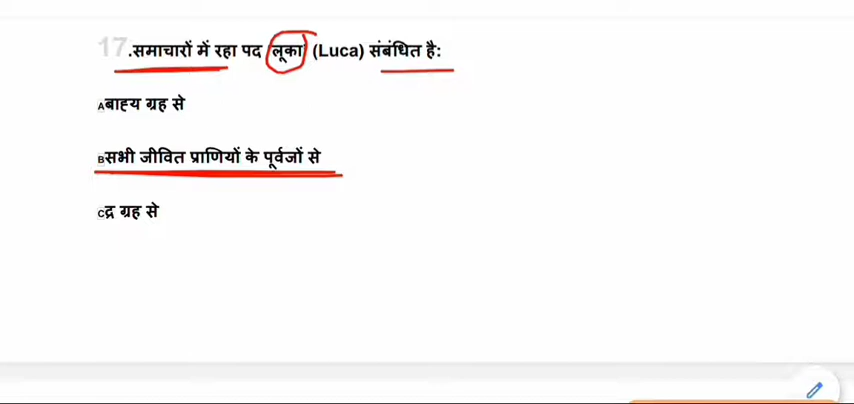 17.समाचारों में रहा पद 'लूका' (Luca) संबंधित है:
Aबाह्य ग्रह से
Bसभी जीवित प्राणियों के पूर्वजों से
Cद्र ग्रह से